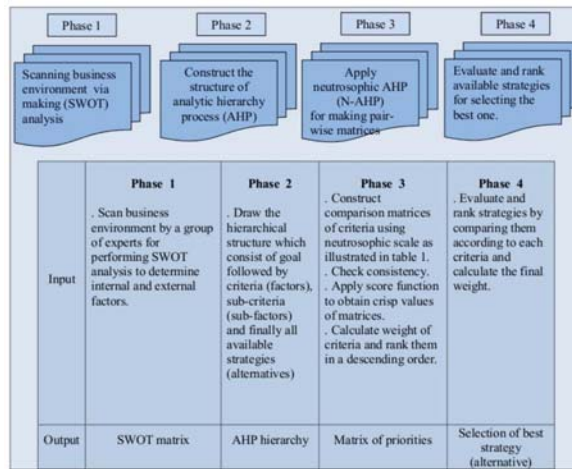 Phase 1
Phase 2
Phase 3
Phase 4
Scanning business
environment via
making (SWOT)
analysis
Construct the
structure of
analytic hierarchy
process (AHP)
Apply
neutrosophic AHP
(N-AHP)
for making pair-
wise matrices
Evaluate and rank
available strategies
for selecting the
best one.
Input
Phase 1
. Scan business
environment by a group
of experts for
performing SWOT
analysis to determine
internal and external
factors.
Phase 2
. Draw the
hierarchical
structure which
consist of goal
followed by
criteria (factors),
sub-criteria
(sub-factors)
and finally all
available
strategies
(alternatives)
Phase 3
. Construct
comparison matrices
of criteria using
neutrosophic scale as
illustrated in table 1.
. Check consistency.
. Apply score function
to obtain crisp values
of matrices.
. Calculate weight of
criteria and rank them
in a descending order.
Phase 4
. Evaluate and
rank strategies by
comparing them
according to each
criteria and
calculate the final
weight.
Output
SWOT matrix
AHP hierarchy
Matrix of priorities
Selection of best
strategy
(alternative)